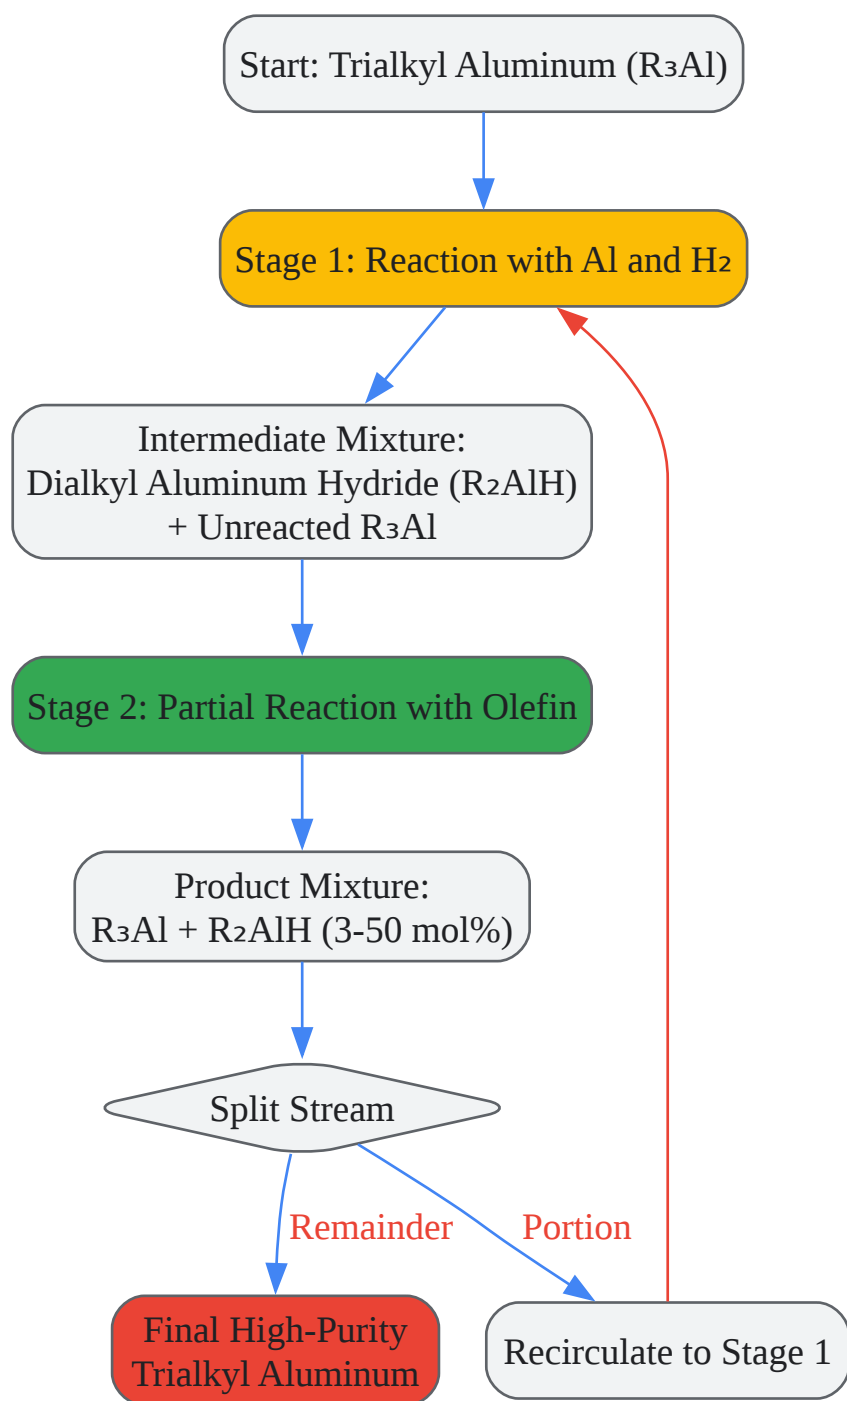 Start: Trialkyl Aluminum (R₃Al)
Stage 1: Reaction with Al and H₂
Intermediate Mixture:
Dialkyl Aluminum Hydride (R₂AlH)
+ Unreacted R₃Al
Stage 2: Partial Reaction with Olefin
Product Mixture:
R₃Al + R₂AlH (3-50 mol%)
Split Stream
Remainder
Portion
Final High-Purity
Trialkyl Aluminum
Recirculate to Stage 1